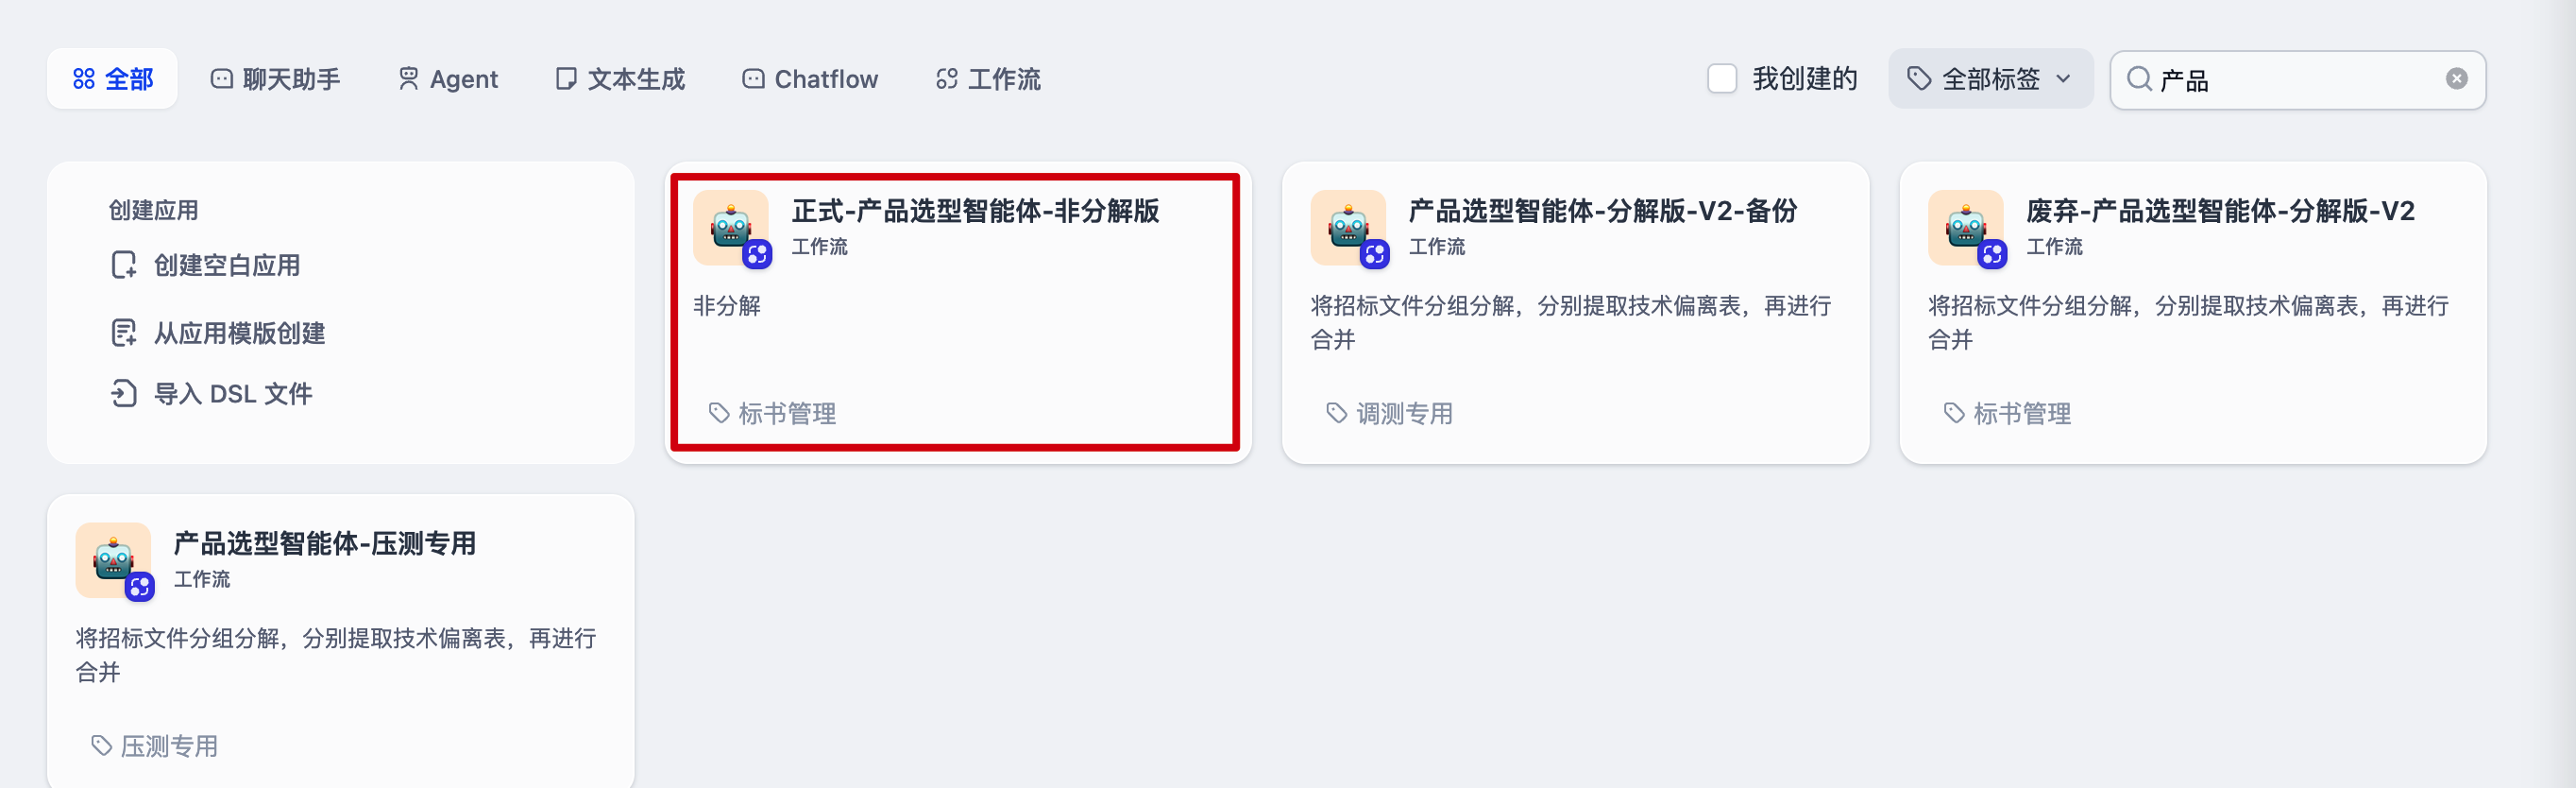 全部
聊天助手
Agent
文本生成
Chatflow
工作流
我创建的
全部标签
产品
创建应用
创建空白应用
从应用模版创建
导入 DSL 文件
正式-产品选型智能体-非分解版
工作流
非分解
标书管理
产品选型智能体-分解版-V2-备份
工作流
将招标文件分组分解，分别提取技术偏离表，再进行
合并
调测专用
废弃-产品选型智能体-分解版-V2
工作流
将招标文件分组分解，分别提取技术偏离表，再进行
合并
标书管理
产品选型智能体-压测专用
工作流
将招标文件分组分解，分别提取技术偏离表，再进行
合并
压测专用